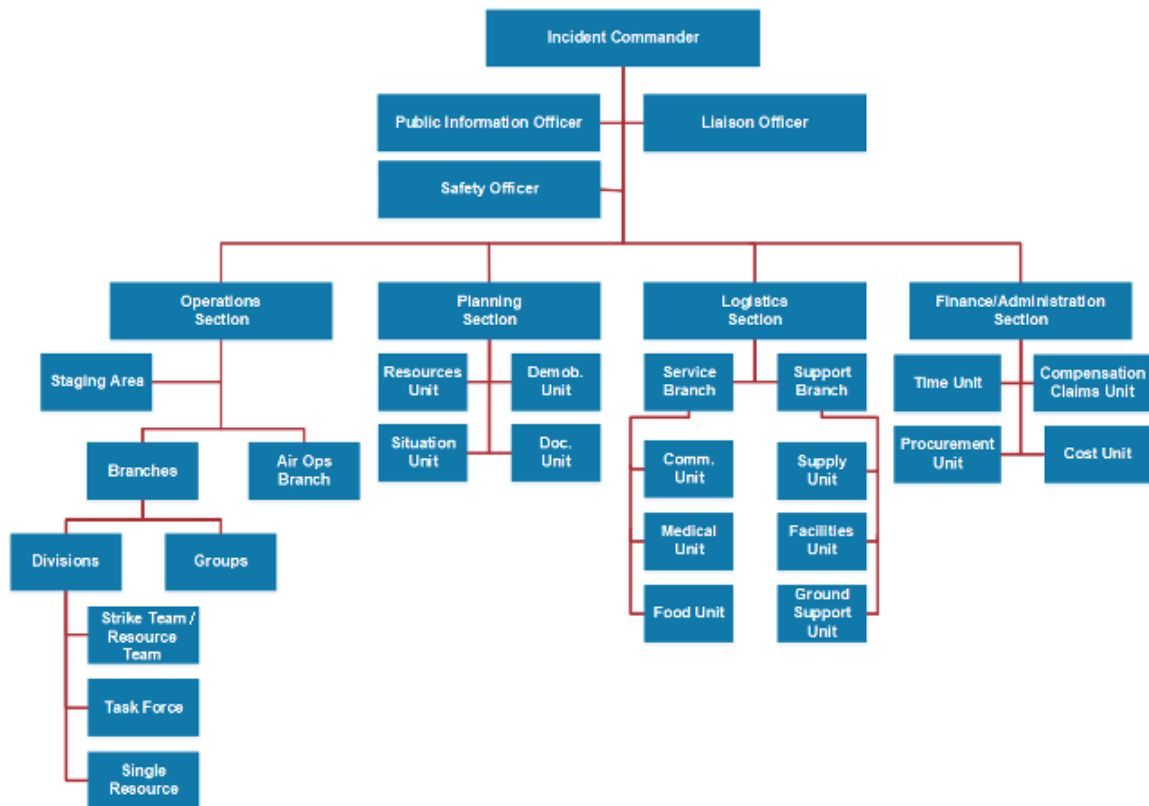 Incident Commander
Public Information Officer
Liaison Officer
Safety Officer
Operations
Section
Planning
Section
Logistics
Section
Finance/Administration
Section
Staging Area
Resources
Unit
Demob.
Unit
Service
Branch
Support
Branch
Time Unit
Compensation
Claims Unit
Branches
Air Ops
Branch
Situation
Unit
Doc.
Unit
Comm.
Unit
Supply
Unit
Procurement
Unit
Cost Unit
Divisions
Groups
Medical
Unit
Facilities
Unit
Strike Team /
Resource
Team
Food Unit
Ground
Support
Unit
Task Force
Single
Resource